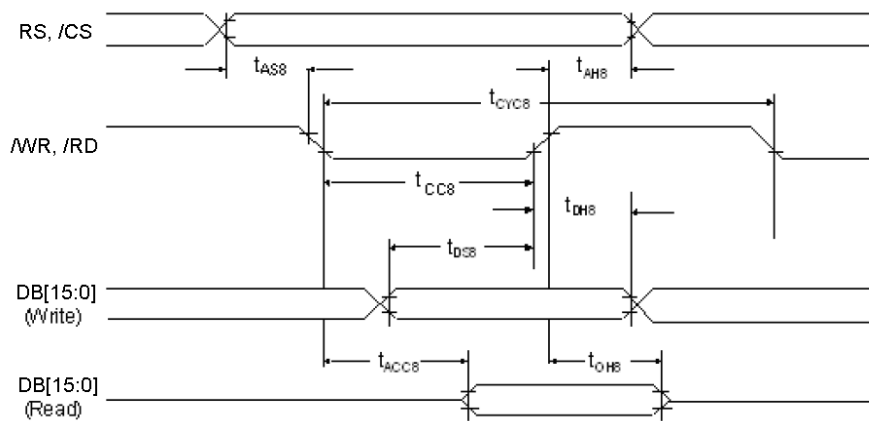 RS, /CS
tAS8
tAH8
tCYC8
/WR, /RD
tCC8
tDH8
tDS8
DB[15:0]
(Write)
tACC8
tOH8
DB[15:0]
(Read)